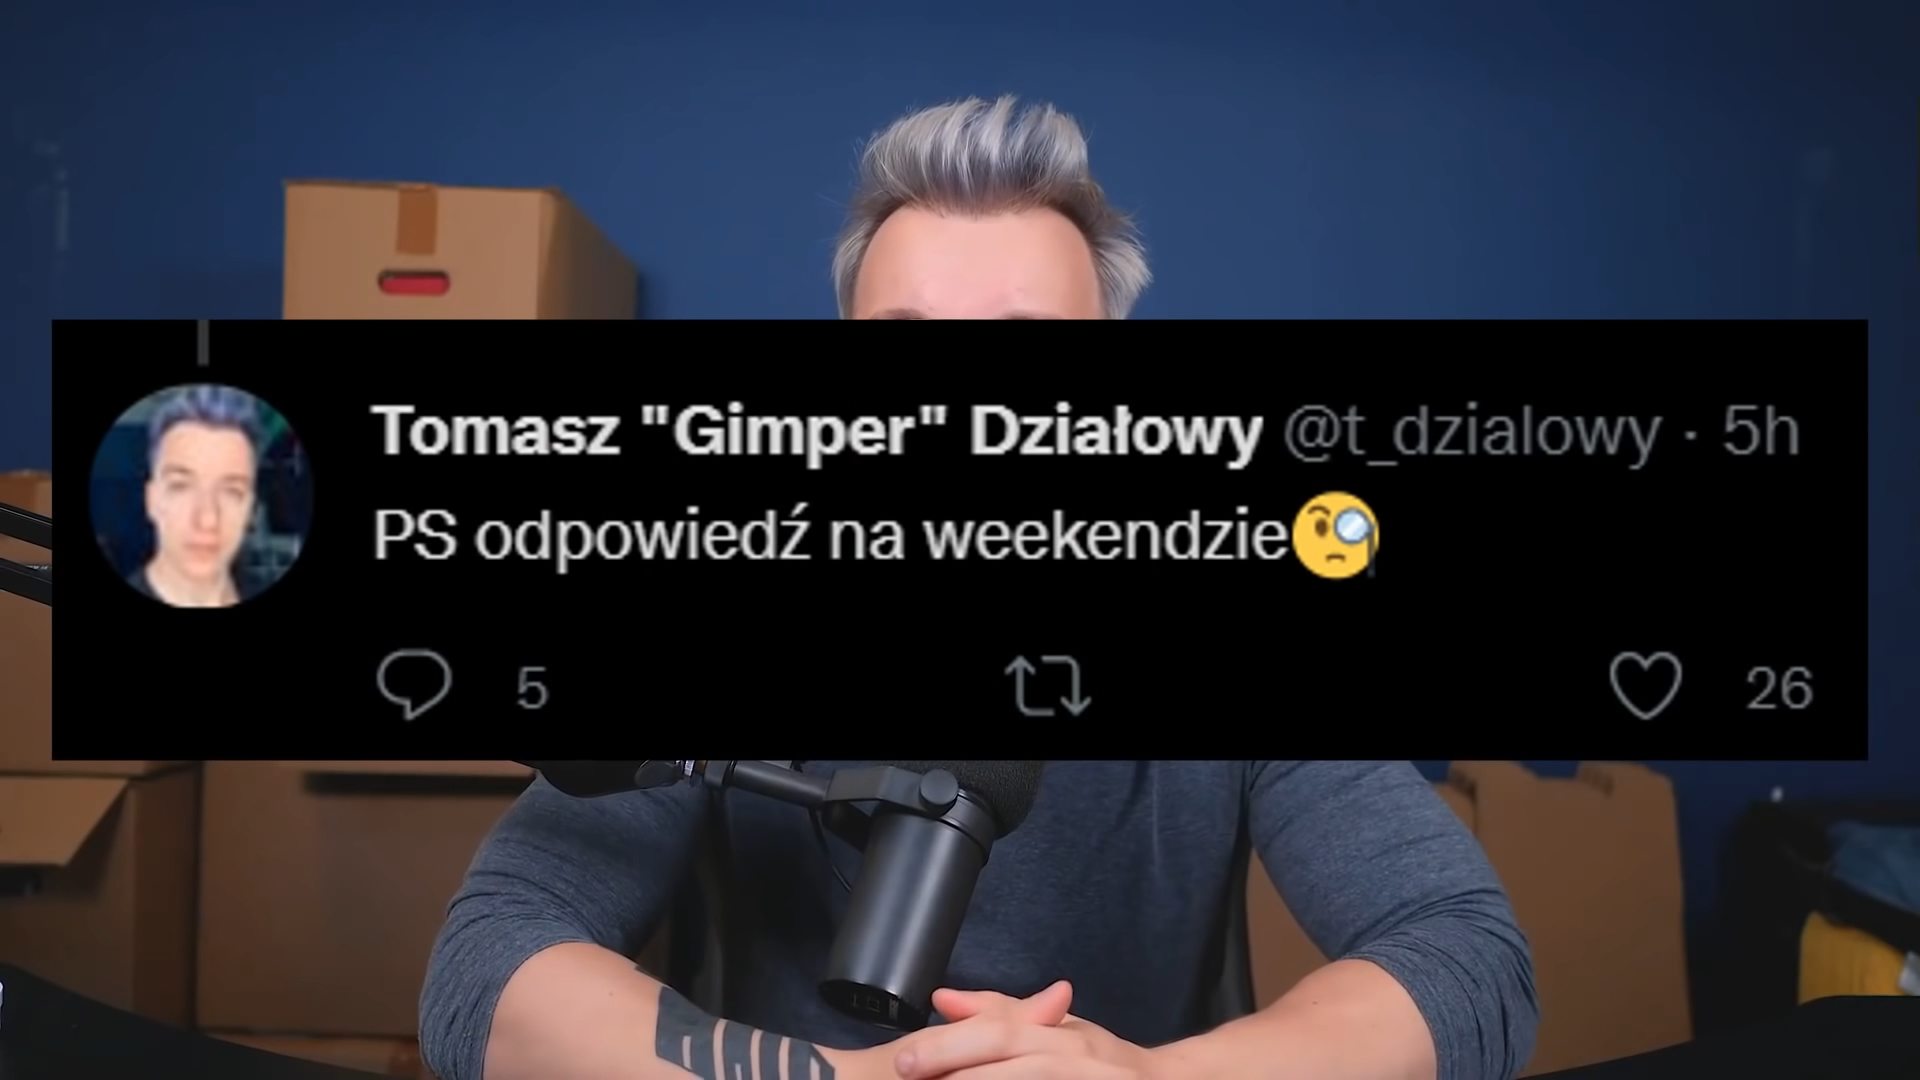 Tomasz "Gimper" Działowy @t_dzialowy · 5h
PS odpowiedź na weekendzie🧐
5 26